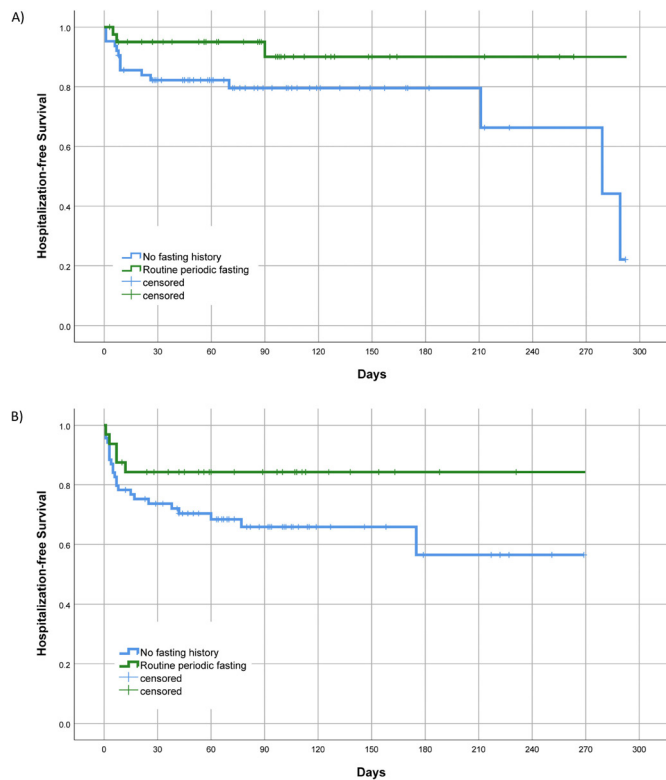 A)
1.0
0.8
0.6
0.4
0.2
0.0
Hospitalization-free Survival
No fasting history
Routine periodic fasting
censored
censored
0 30 60 90 120 150 180 210 240 270 300
Days
B)
1.0
0.8
0.6
0.4
0.2
0.0
Hospitalization-free Survival
No fasting history
Routine periodic fasting
censored
censored
0 30 60 90 120 150 180 210 240 270 300
Days